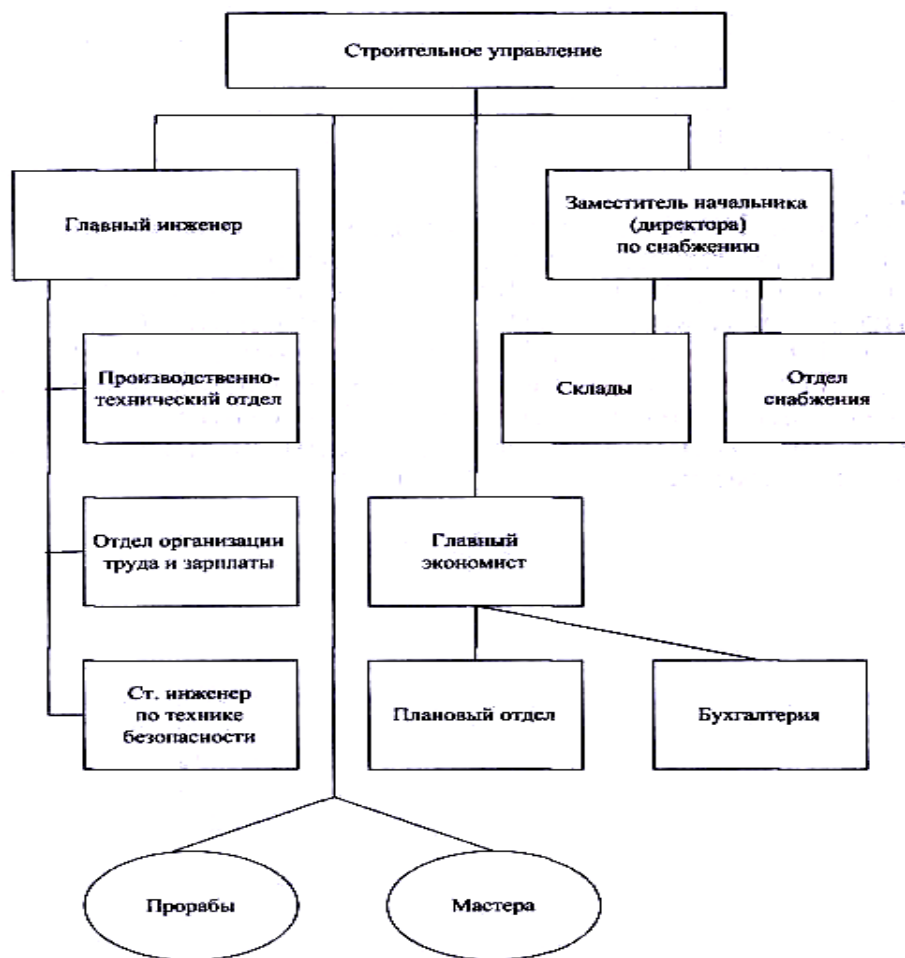 Строительное управление
Главный инженер
Заместитель начальника
(директора)
по снабжению
Производственно-
технический отдел
Склады
Отдел
снабжения
Отдел организации
труда и зарплаты
Главный
экономист
Ст. инженер
по технике
безопасности
Плановый отдел
Бухгалтерия
Прорабы
Мастера